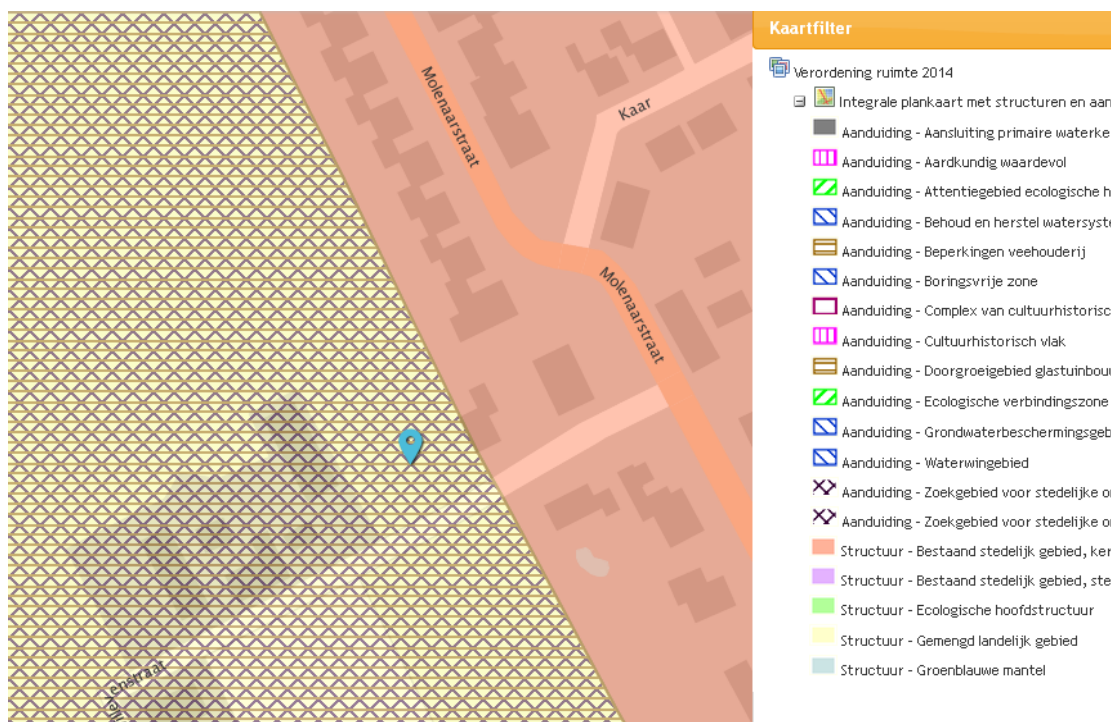 Molenaarstraat
Kaar
Molenaarstraat
enstraat
Kaartfilter
Verordening ruimte 2014
Integrale plankaart met structuren en aan
Aanduiding - Aansluiting primaire waterke
Aanduiding - Aardkundig waardevol
Aanduiding - Attentiegebied ecologische h
Aanduiding - Behoud en herstel watersyste
Aanduiding - Beperkingen veehouderij
Aanduiding - Boringsvrije zone
Aanduiding - Complex van cultuurhistorisc
Aanduiding - Cultuurhistorisch vlak
Aanduiding - Doorgroeigebied glastuinbou
Aanduiding - Ecologische verbindingszone
Aanduiding - Grondwaterbeschermingsgeb
Aanduiding - Waterwingebied
Aanduiding - Zoekgebied voor stedelijke o
Aanduiding - Zoekgebied voor stedelijke o
Structuur - Bestaand stedelijk gebied, ker
Structuur - Bestaand stedelijk gebied, ste
Structuur - Ecologische hoofdstructuur
Structuur - Gemengd landelijk gebied
Structuur - Groenblauwe mantel